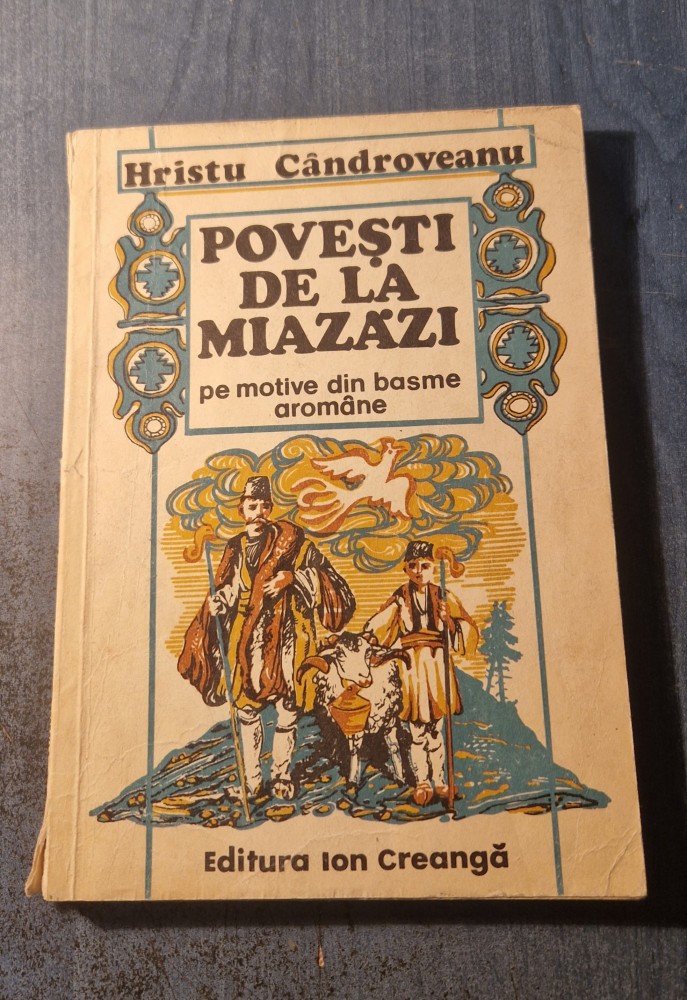 Hristu Cândroveanu
POVEȘTI
DE LA
MIAZĂZI
pe motive din basme
aromâne
Editura Ion Creangă